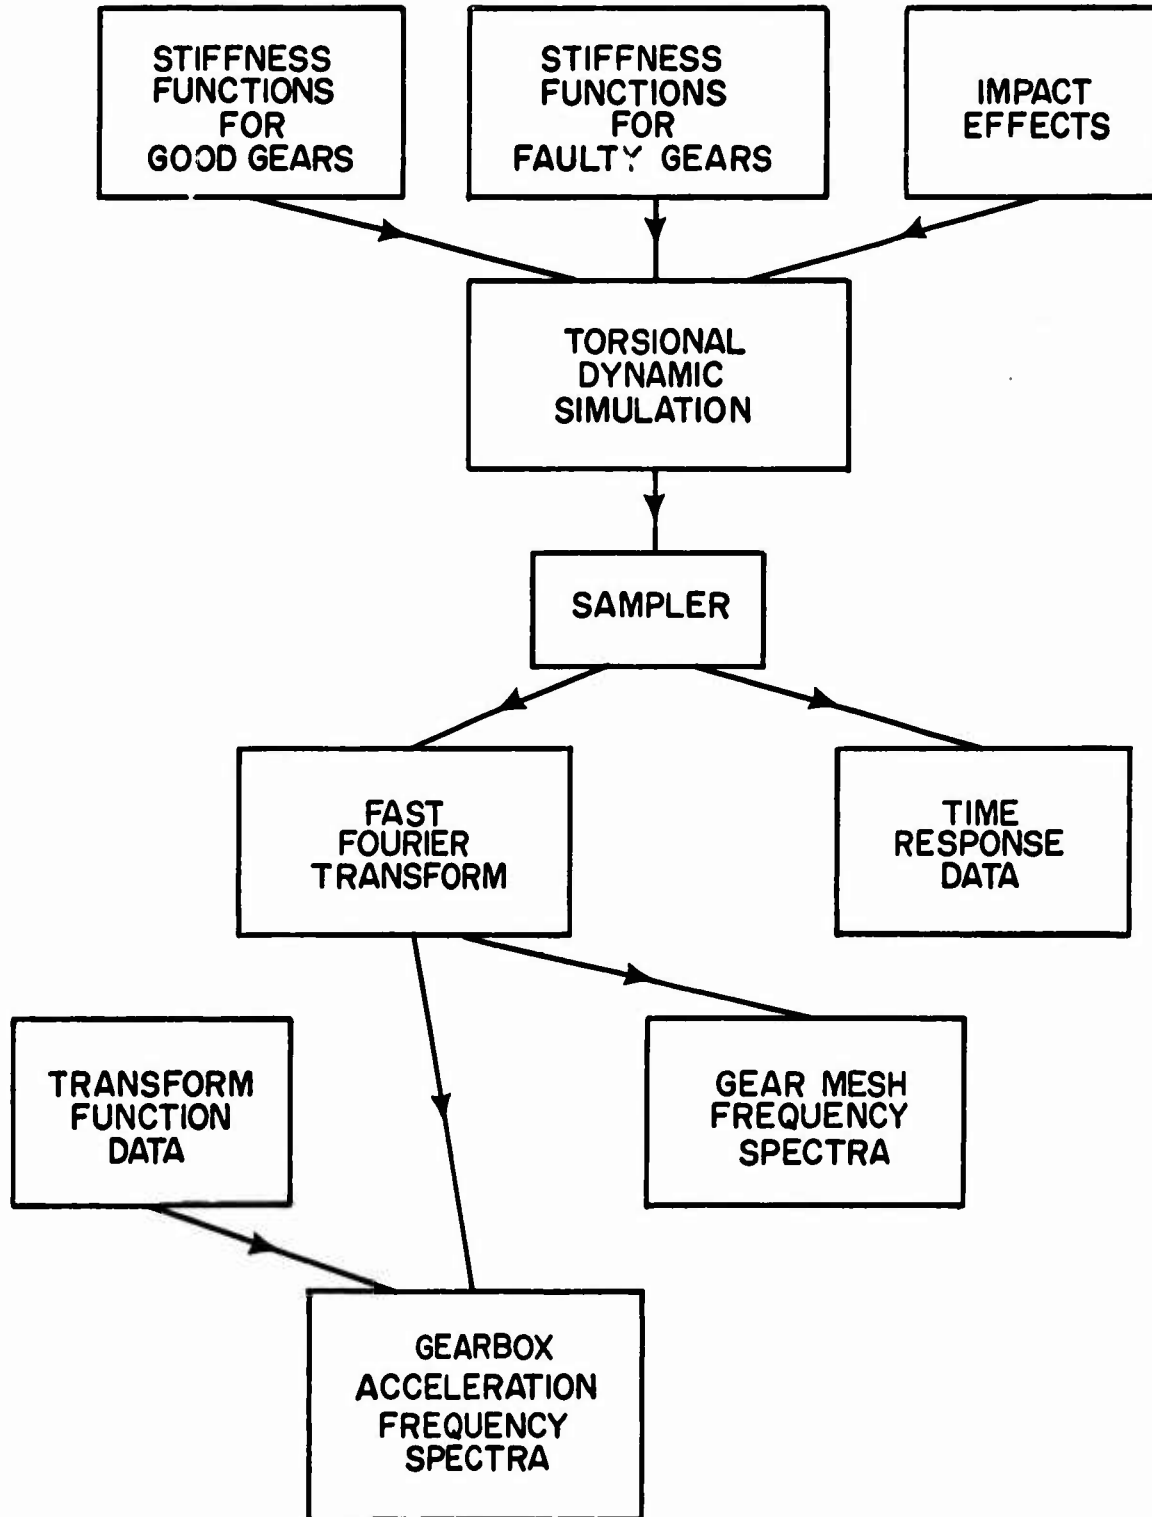 STIFFNESS
FUNCTIONS
FOR
GOOD GEARS
STIFFNESS
FUNCTIONS
FOR
FAULTY GEARS
IMPACT
EFFECTS
TORSIONAL
DYNAMIC
SIMULATION
SAMPLER
FAST
FOURIER
TRANSFORM
TIME
RESPONSE
DATA
TRANSFORM
FUNCTION
DATA
GEAR MESH
FREQUENCY
SPECTRA
GEARBOX
ACCELERATION
FREQUENCY
SPECTRA